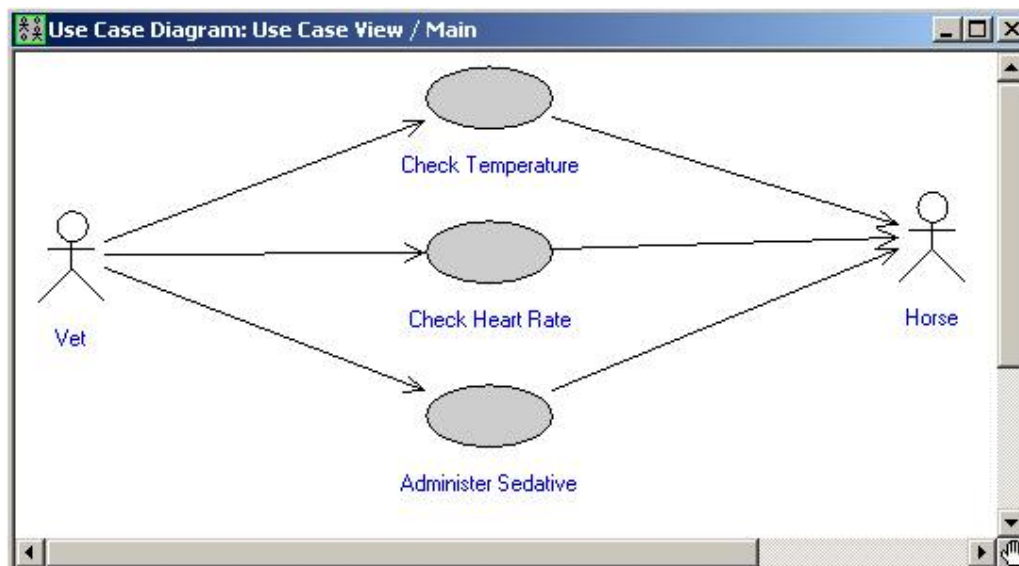 Use Case Diagram: Use Case View / Main
Check Temperature
Check Heart Rate
Vet
Horse
Administer Sedative